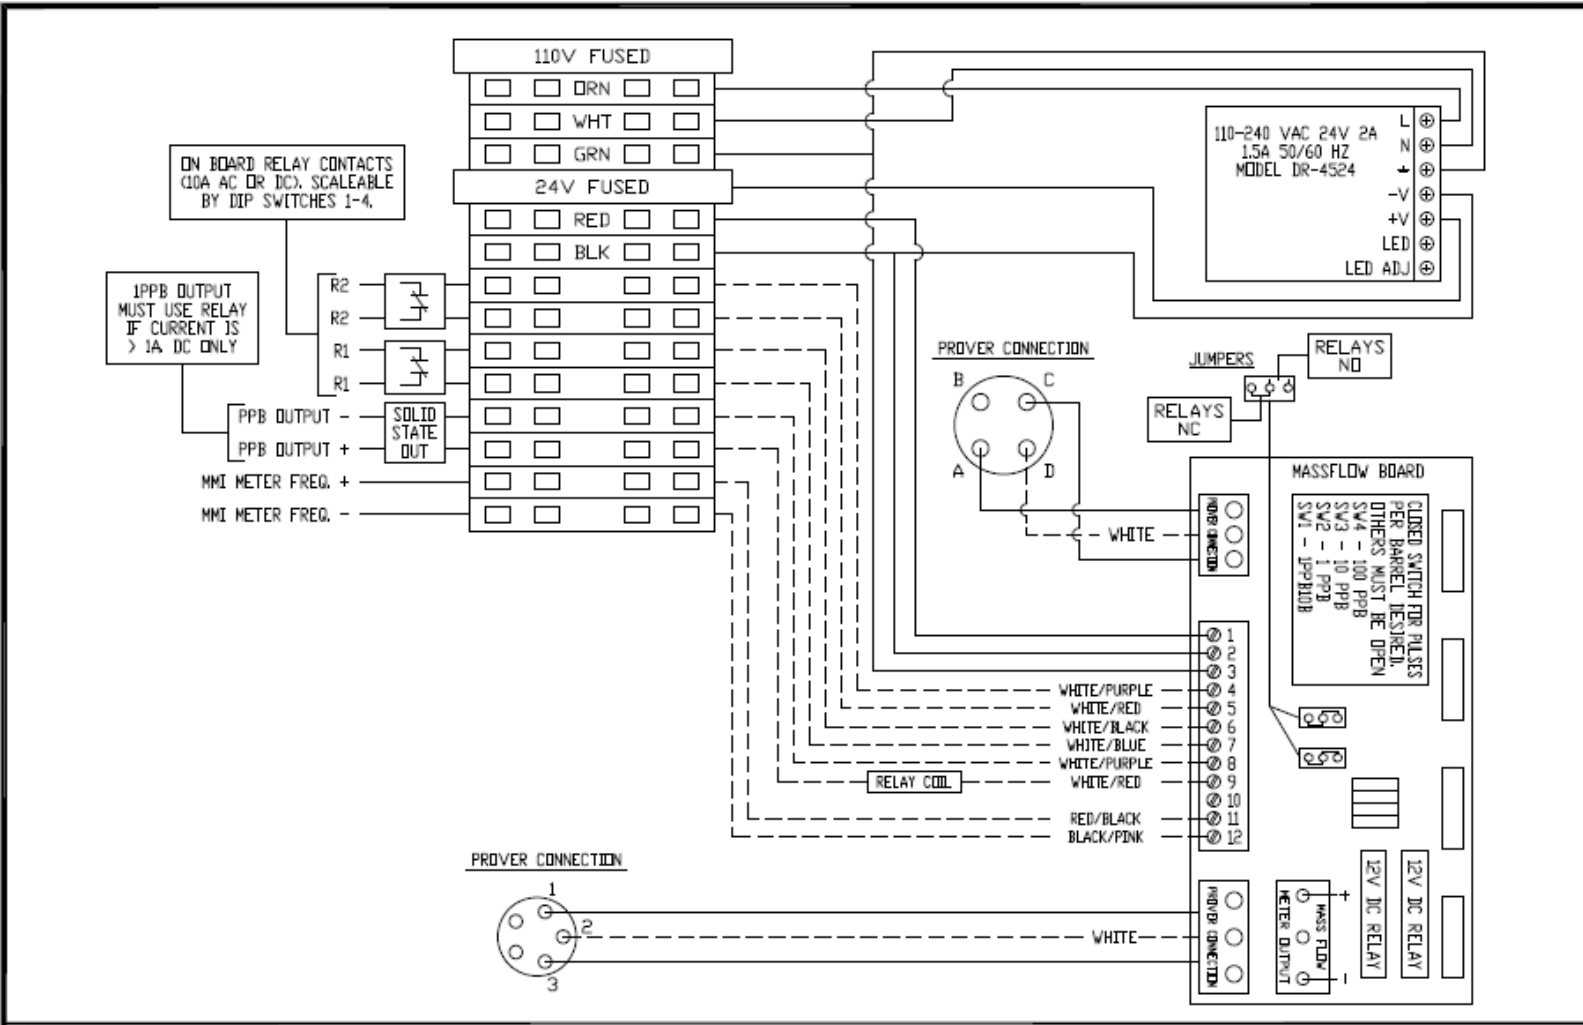 110V FUSED
ORN
WHT
GRN
24V FUSED
RED
BLK
ON BOARD RELAY CONTACTS
(10A AC OR DC). SCALEABLE
BY DIP SWITCHES 1-4.
1PPB OUTPUT
MUST USE RELAY
IF CURRENT IS
> 1A DC ONLY
R2
R2
R1
R1
PPB OUTPUT -
PPB OUTPUT +
SOLID
STATE
OUT
MMI METER FREQ. +
MMI METER FREQ. -
110-240 VAC 24V 2A
1.5A 50/60 HZ
MODEL DR-4524
L
N
-V
+V
LED
LED ADJ
PROVER CONNECTION
B
C
A
D
WHITE
JUMPERS
RELAYS
NO
RELAYS
NC
MASSFLOW BOARD
CLOSED SWITCH FOR PULSES
PER BARREL DESIRED.
OTHERS MUST BE OPEN
SW4 - 100 PPB
SW3 - 10 PPB
SW2 - 1 PPB
SW1 - 1PPB10B
PROVER CONNECTION
1
2
3
WHITE/PURPLE 4
WHITE/RED 5
WHITE/BLACK 6
WHITE/BLUE 7
WHITE/PURPLE 8
RELAY COIL WHITE/RED 9
10
RED/BLACK 11
BLACK/PINK 12
PROVER CONNECTION
1
2
3
WHITE
PROVER CONNECTION
MASS FLOW
METER OUTPUT
+
-
12V DC RELAY
12V DC RELAY